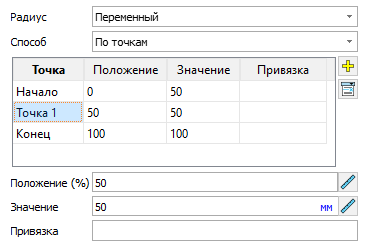 Радиус Переменный
Способ По точкам
Точка Положение Значение Привязка
Начало 0 50
Точка 1 50 50
Конец 100 100
Положение (%) 50
Значение 50 мм
Привязка